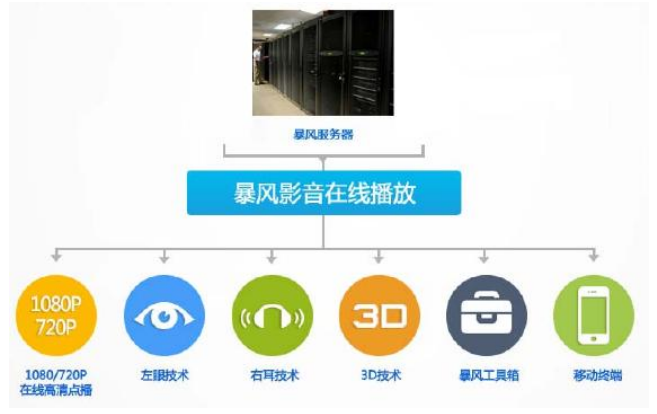 暴风服务器
暴风影音在线播放
1080P
720P
3D
1080/720P
在线高清点播
左眼技术
右耳技术
3D技术
暴风工具箱
移动终端